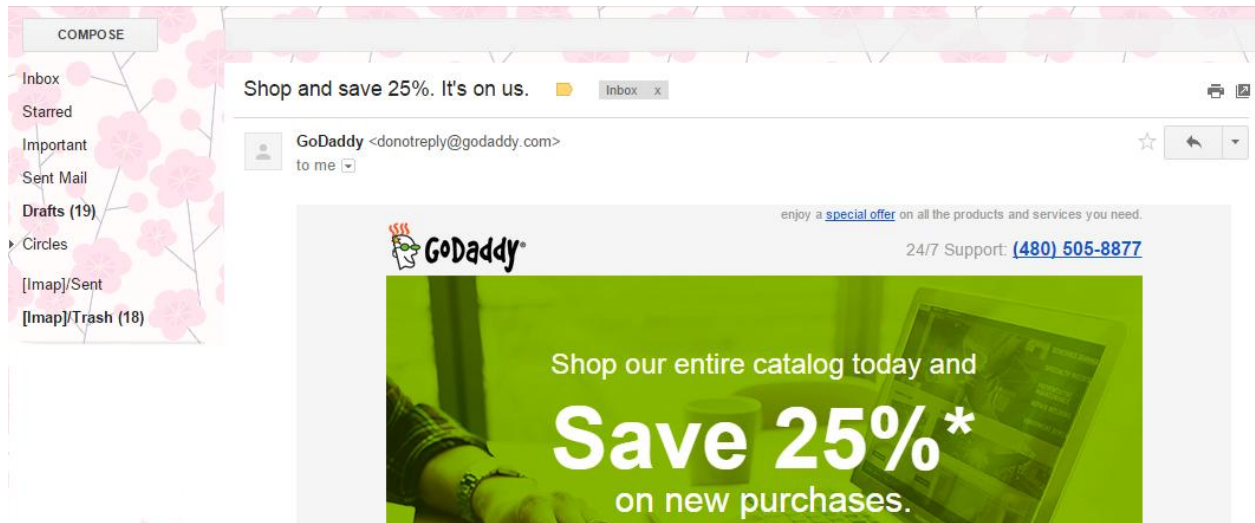 COMPOSE
Inbox
Starred
Important
Sent Mail
Drafts (19)
Circles
[Imap]/Sent
[Imap]/Trash (18)
Shop and save 25%. It's on us.
Inbox x
GoDaddy <donotreply@godaddy.com>
to me
enjoy a special offer on all the products and services you need.
GoDaddy®
24/7 Support: (480) 505-8877
Shop our entire catalog today and
Save 25%*
on new purchases.